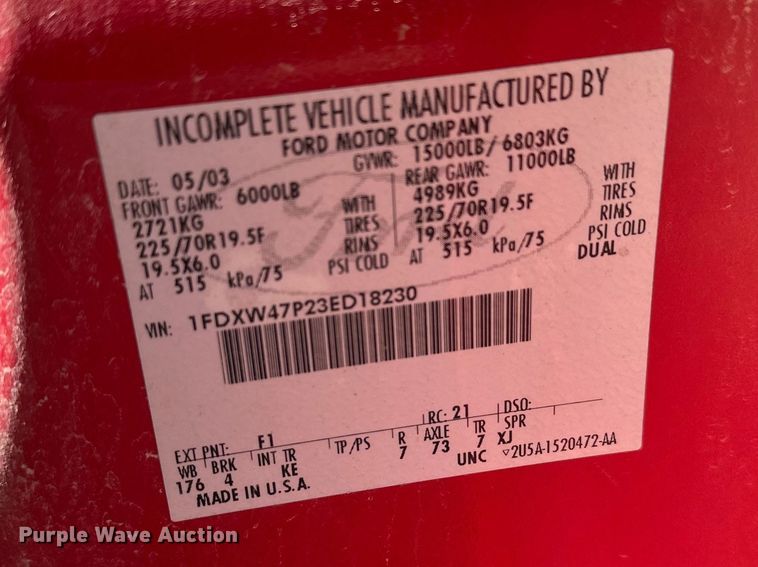 INCOMPLETE VEHICLE MANUFACTURED BY
FORD MOTOR COMPANY
DATE: 05/03 GVWR: 15000LB/ 6803KG
FRONT GAWR: 6000LB REAR GAWR: 11000LB
2721KG WITH 4989KG WITH
225/70R19.5F TIRES 225/70R19.5F TIRES
19.5X6.0 RIMS 19.5X6.0 RIMS
AT 515 kPa/75 PSI COLD AT 515 kPa/75 PSI COLD
DUAL
Ford
VIN: 1FDXW47P23ED18230
EXT PNT: F1 RC: 21 DSO:
WB BRK INT TR TP/PS R AXLE TR SPR
176 4 KE 7 73 7 XJ
MADE IN U.S.A. UNC ▽2U5A-1520472-AA
Purple Wave Auction